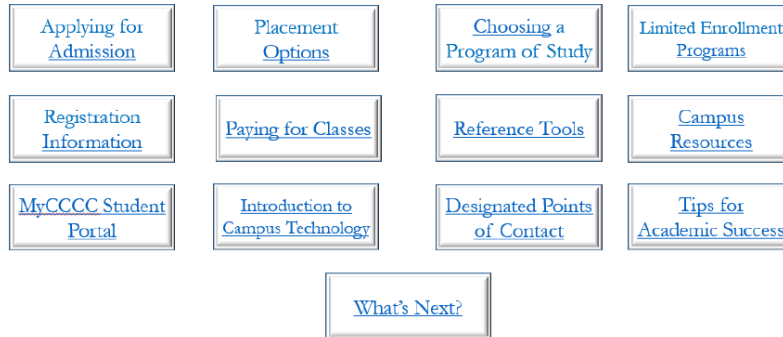 Applying for
Admission
Placement
Options
Choosing a
Program of Study
Limited Enrollment
Programs
Registration
Information
Paying for Classes
Reference Tools
Campus
Resources
MyCCCC Student
Portal
Introduction to
Campus Technology
Designated Points
of Contact
Tips for
Academic Success
What's Next?